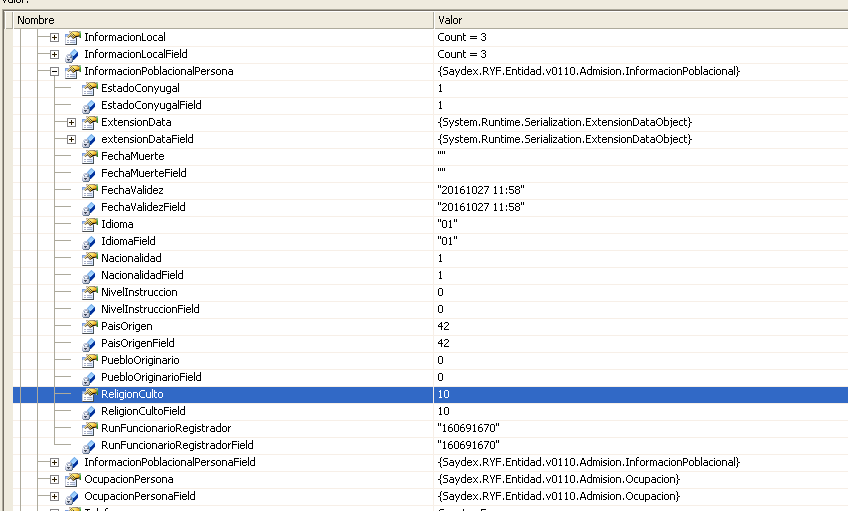 Valor:
Nombre Valor
InformacionLocal Count = 3
InformacionLocalField Count = 3
InformacionPoblacionalPersona {Saydex.RYF.Entidad.v0110.Admision.InformacionPoblacional}
EstadoConyugal 1
EstadoConyugalField 1
ExtensionData {System.Runtime.Serialization.ExtensionDataObject}
extensionDataField {System.Runtime.Serialization.ExtensionDataObject}
FechaMuerte ""
FechaMuerteField ""
FechaValidez "20161027 11:58"
FechaValidezField "20161027 11:58"
Idioma "01"
IdiomaField "01"
Nacionalidad 1
NacionalidadField 1
NivelInstruccion 0
NivelInstruccionField 0
PaisOrigen 42
PaisOrigenField 42
PuebloOriginario 0
PuebloOriginarioField 0
ReligionCulto 10
ReligionCultoField 10
RunFuncionarioRegistrador "160691670"
RunFuncionarioRegistradorField "160691670"
InformacionPoblacionalPersonaField {Saydex.RYF.Entidad.v0110.Admision.InformacionPoblacional}
OcupacionPersona {Saydex.RYF.Entidad.v0110.Admision.Ocupacion}
OcupacionPersonaField {Saydex.RYF.Entidad.v0110.Admision.Ocupacion}